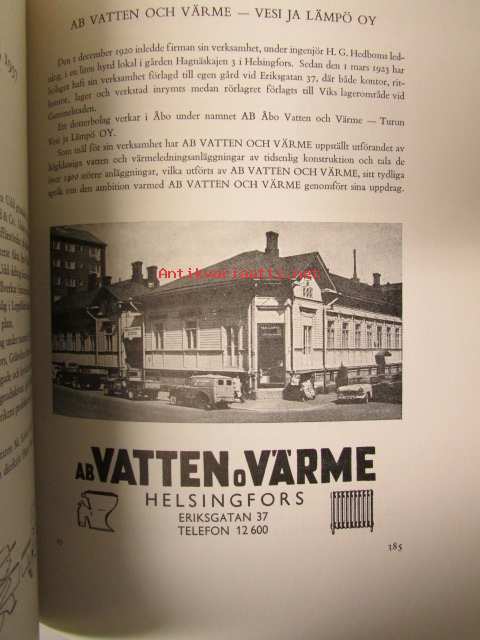 AB VATTEN OCH VÄRME — VESI JA LÄMPÖ OY
Den 1 december 1920 inledde firman sin verksamhet, under ingenjör H. G. Hedboms led-
ning, i en liten hyrd lokal i gården Hagnäskajen 3 i Helsingfors. Sedan den 1 mars 1923 har
bolaget haft sin verksamhet förlagd till egen gård vid Eriksgatan 37, där både kontor, rit-
kontor, lager och verkstad inrymts medan rörlagret förlagts till Viks lagerområde vid
Gammelstaden.
Ett dotterbolag verkar i Åbo under namnet AB Åbo Vatten och Värme — Turun
Vesi ja Lämpö OY.
Som mål för sin verksamhet har AB VATTEN OCH VÄRME uppställt utförandet av
högklassiga vatten och värmeledningsanläggningar av tidsenlig konstruktion och tala de
över 1400 större anläggningar, vilka utförts av AB VATTEN OCH VÄRME, sitt tydliga
språk om den ambition varmed AB VATTEN OCH VÄRME genomfört sina uppdrag.
Antikvariaatti.net
AB VATTEN O VÄRME
HELSINGFORS
ERIKSGATAN 37
TELEFON 12 600
385